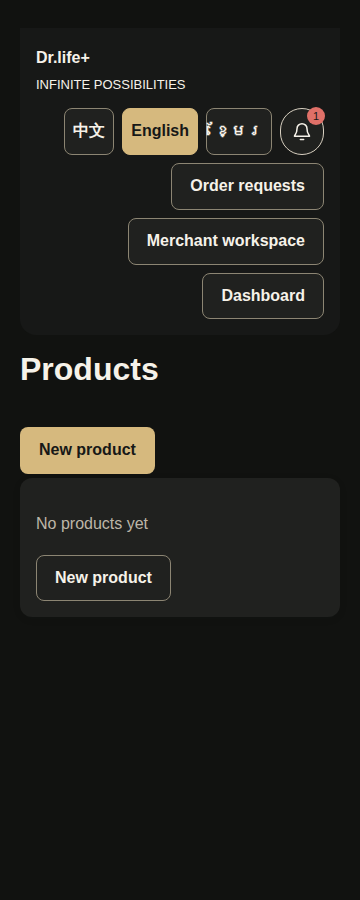 Dr.life+
INFINITE POSSIBILITIES
中文
English
ខ្មែរ
1
Order requests
Merchant workspace
Dashboard
Products
New product
No products yet
New product